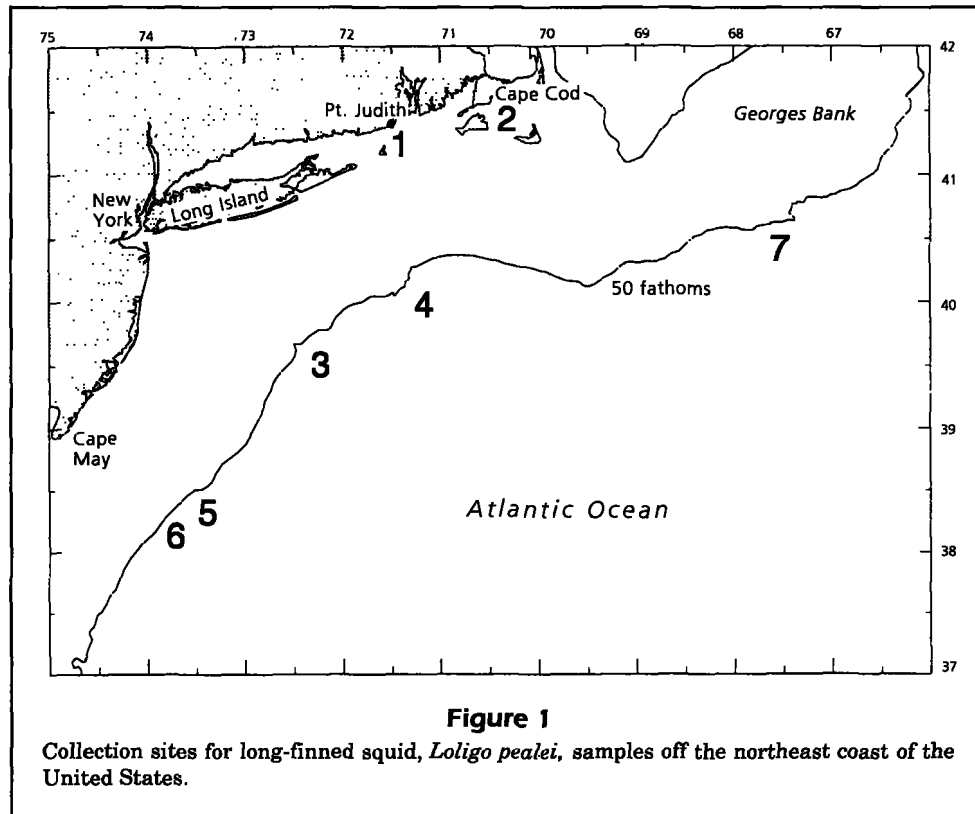 75 74 73 72 71 70 69 68 67 42
Pt. Judith
Cape Cod
Georges Bank
1
2
41
New
York
Long Island
7
50 fathoms
4
40
3
39
Cape
May
5
Atlantic Ocean
6
38
37
Figure 1
Collection sites for long-finned squid, Loligo pealei, samples off the northeast coast of the
United States.